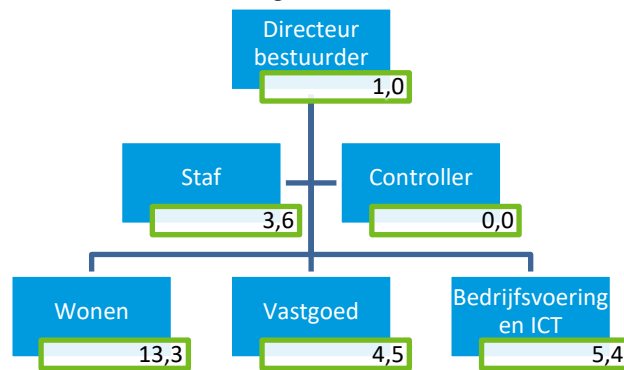 Directeur
bestuurder
1,0
Staf
3,6
Controller
0,0
Wonen
13,3
Vastgoed
4,5
Bedrijfsvoering
en ICT
5,4